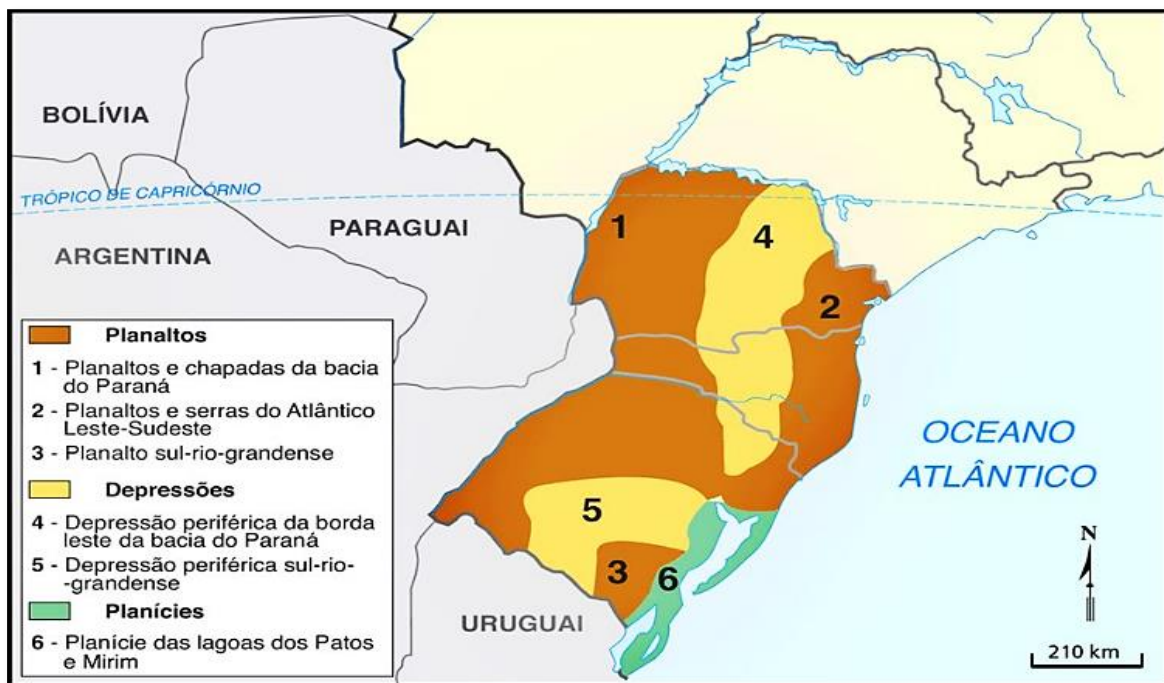 BOLÍVIA
TRÓPICO DE CAPRICÓRNIO
PARAGUAI
ARGENTINA
1
4
2
5
3
6
URUGUAI
OCEANO
ATLÂNTICO
N
210 km
Planaltos
1 - Planaltos e chapadas da bacia
do Paraná
2 - Planaltos e serras do Atlântico
Leste-Sudeste
3 - Planalto sul-rio-grandense
Depressões
4 - Depressão periférica da borda
leste da bacia do Paraná
5 - Depressão periférica sul-rio-
-grandense
Planícies
6 - Planície das lagoas dos Patos
e Mirim